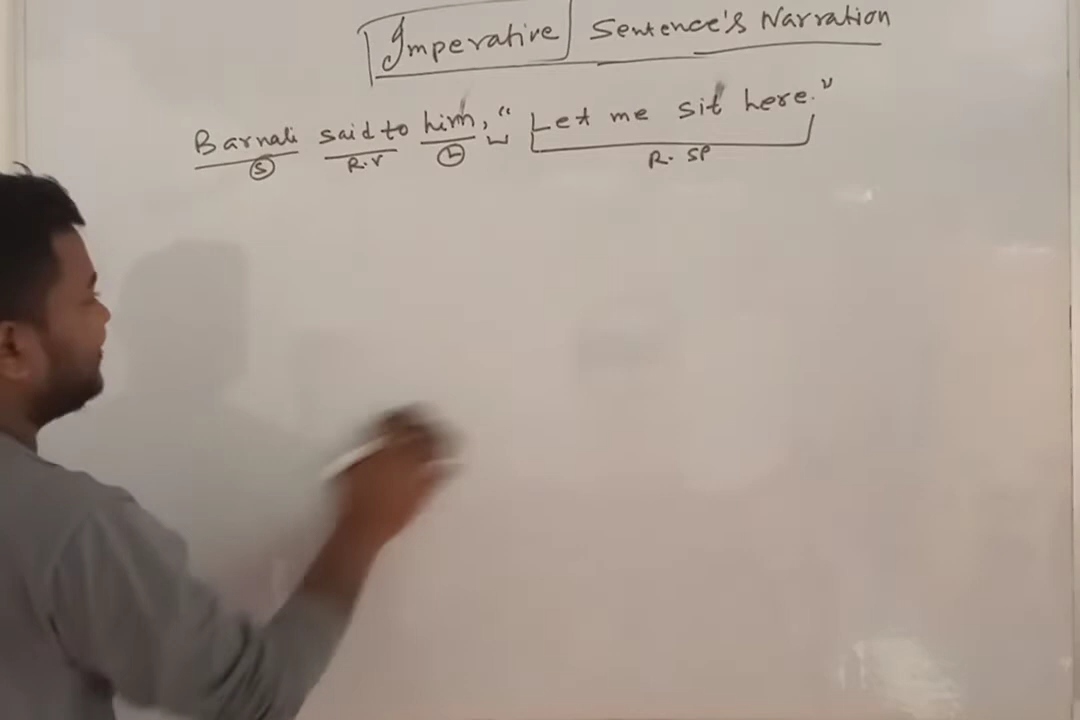 Imperative Sentence's Narration
Barnali said to him, "Let me sit here."
S R.V L R. SP